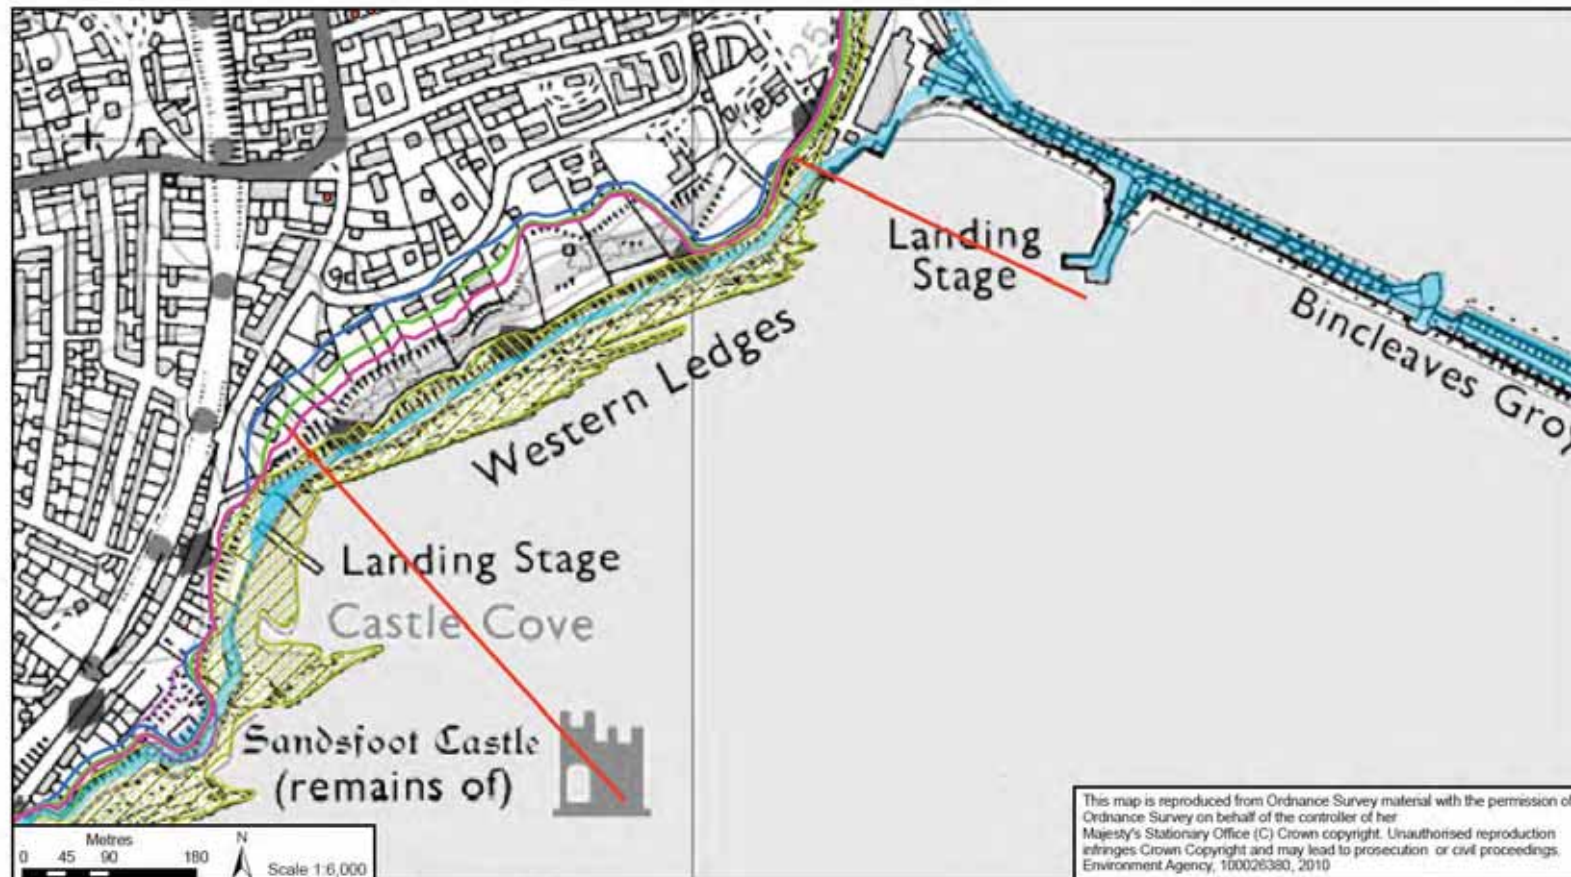 25
Landing
Stage
Bincleaves Groy
Western Ledges
Landing Stage
Castle Cove
Sandsfoot Castle
(remains of)
Metres
0 45 90 180
N
Scale 1:6,000
This map is reproduced from Ordnance Survey material with the permission of
Ordnance Survey on behalf of the controller of her
Majesty's Stationary Office (C) Crown copyright. Unauthorised reproduction
infringes Crown Copyright and may lead to prosecution or civil proceedings.
Environment Agency, 100026380, 2010